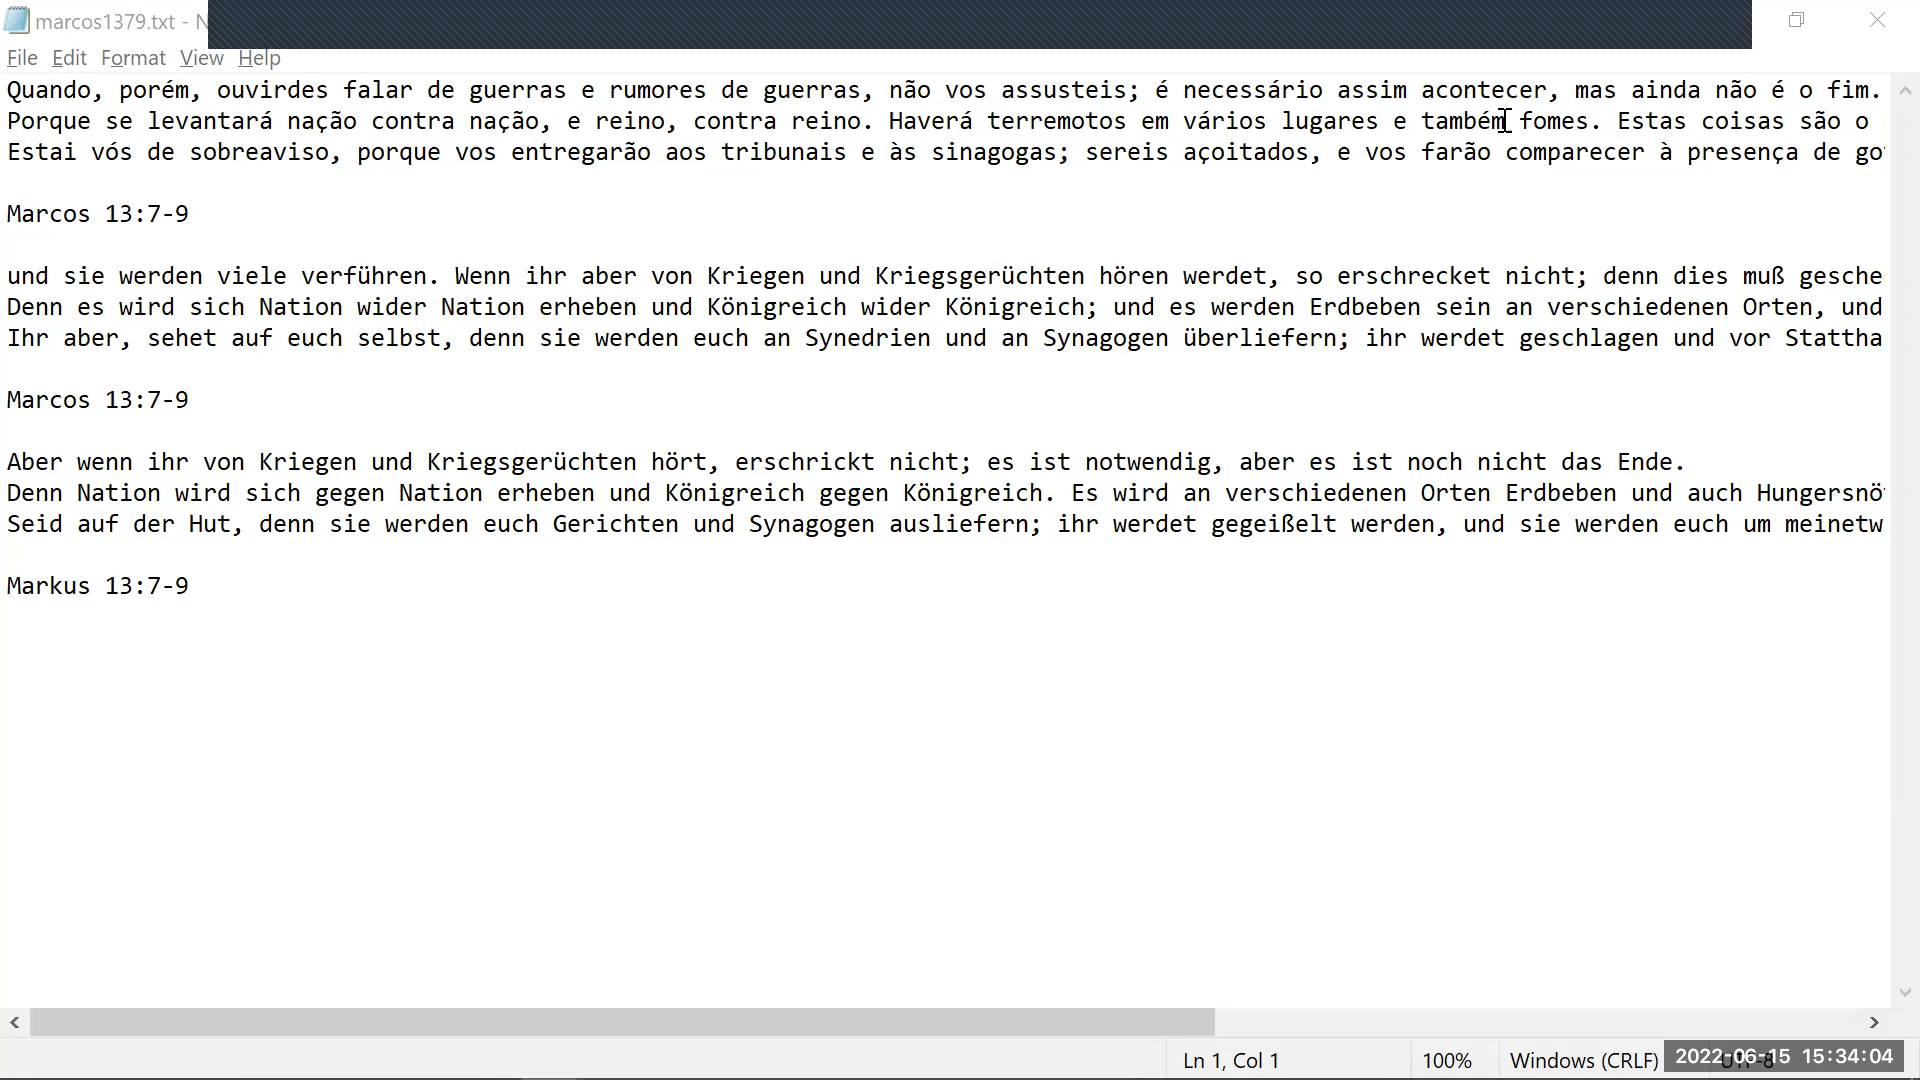 marcos1379.txt - N
File Edit Format View Help
Quando, porém, ouvirdes falar de guerras e rumores de guerras, não vos assusteis; é necessário assim acontecer, mas ainda não é o fim.
Porque se levantará nação contra nação, e reino, contra reino. Haverá terremotos em vários lugares e também fomes. Estas coisas são o
Estai vós de sobreaviso, porque vos entregarão aos tribunais e às sinagogas; sereis açoitados, e vos farão comparecer à presença de go
Marcos 13:7-9
und sie werden viele verführen. Wenn ihr aber von Kriegen und Kriegsgerüchten hören werdet, so erschrecket nicht; denn dies muß gesche
Denn es wird sich Nation wider Nation erheben und Königreich wider Königreich; und es werden Erdbeben sein an verschiedenen Orten, und
Ihr aber, sehet auf euch selbst, denn sie werden euch an Synedrien und an Synagogen überliefern; ihr werdet geschlagen und vor Stattha
Marcos 13:7-9
Aber wenn ihr von Kriegen und Kriegsgerüchten hört, erschrickt nicht; es ist notwendig, aber es ist noch nicht das Ende.
Denn Nation wird sich gegen Nation erheben und Königreich gegen Königreich. Es wird an verschiedenen Orten Erdbeben und auch Hungersnö
Seid auf der Hut, denn sie werden euch Gerichten und Synagogen ausliefern; ihr werdet gegeißelt werden, und sie werden euch um meinetw
Markus 13:7-9
Ln 1, Col 1 100% Windows (CRLF) UTF-8 2022-06-15 15:34:04